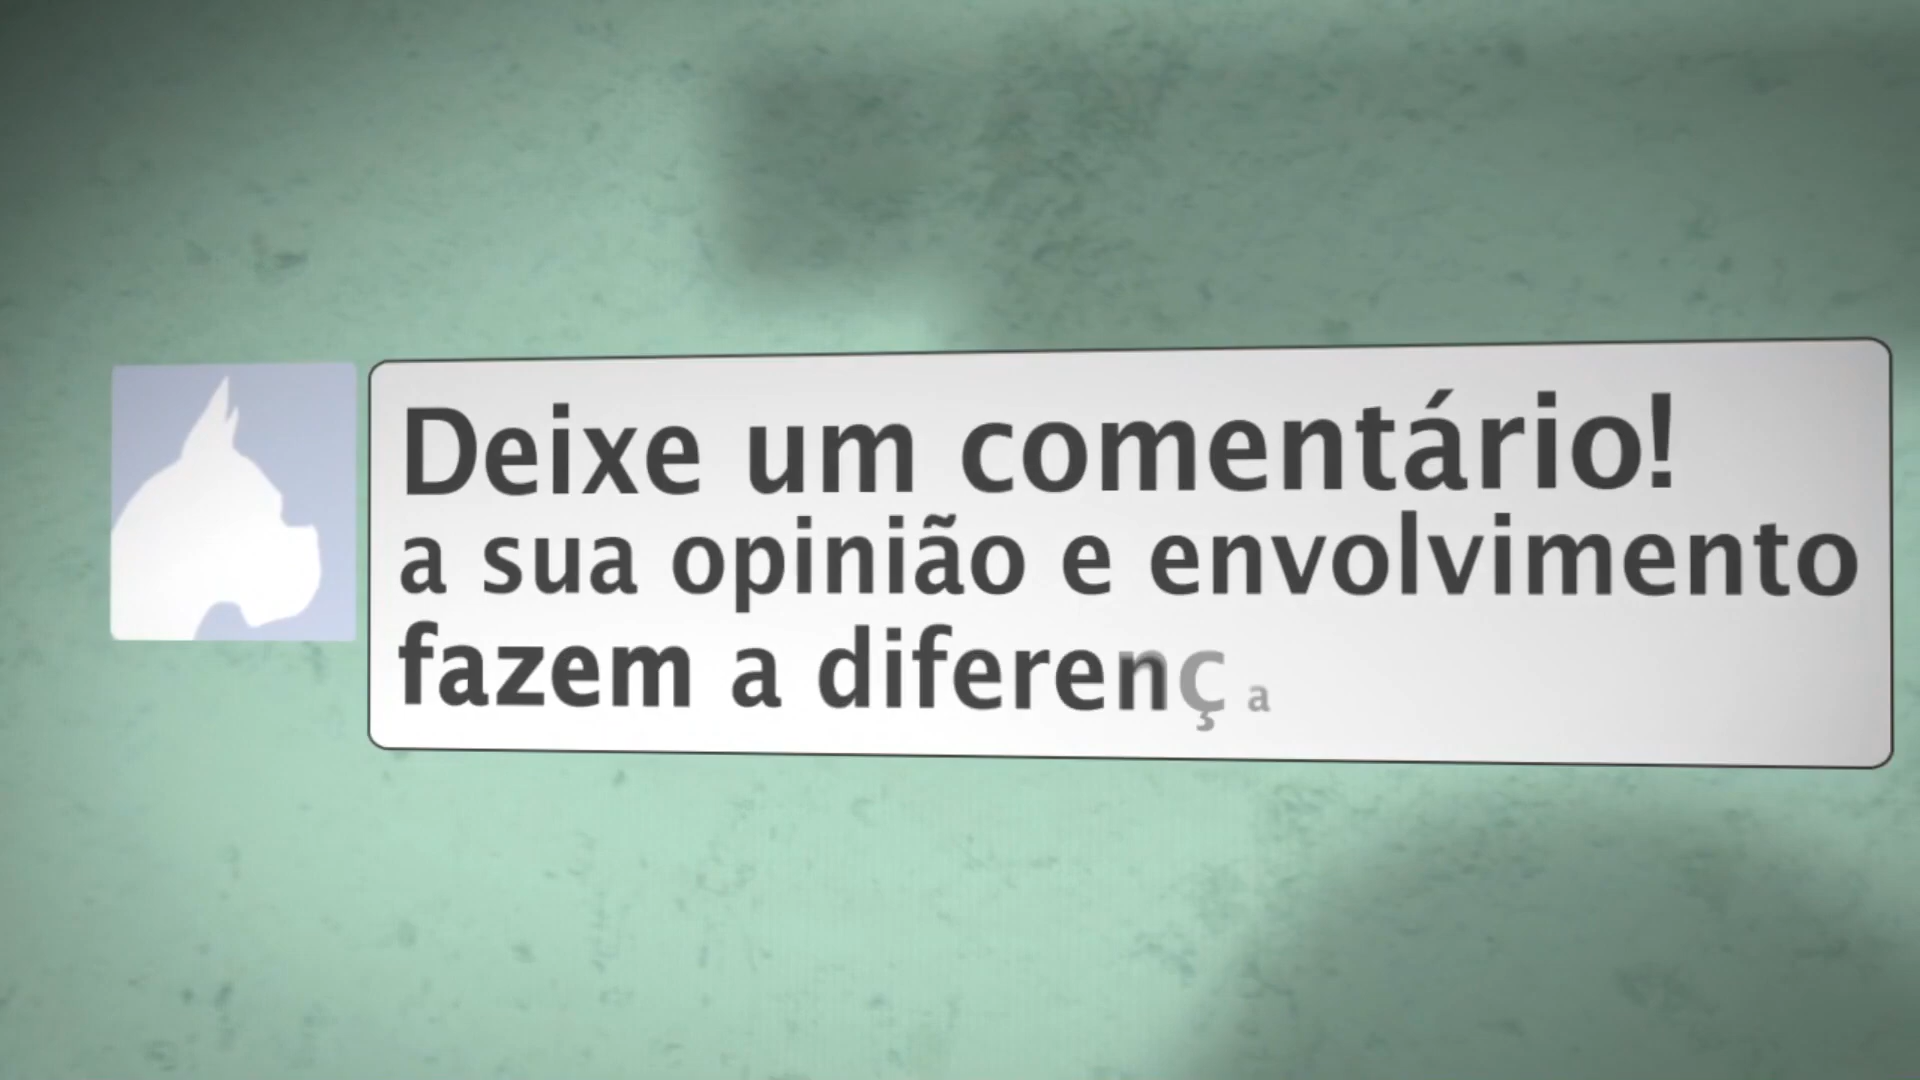 Deixe um comentário!
a sua opinião e envolvimento
fazem a diferença